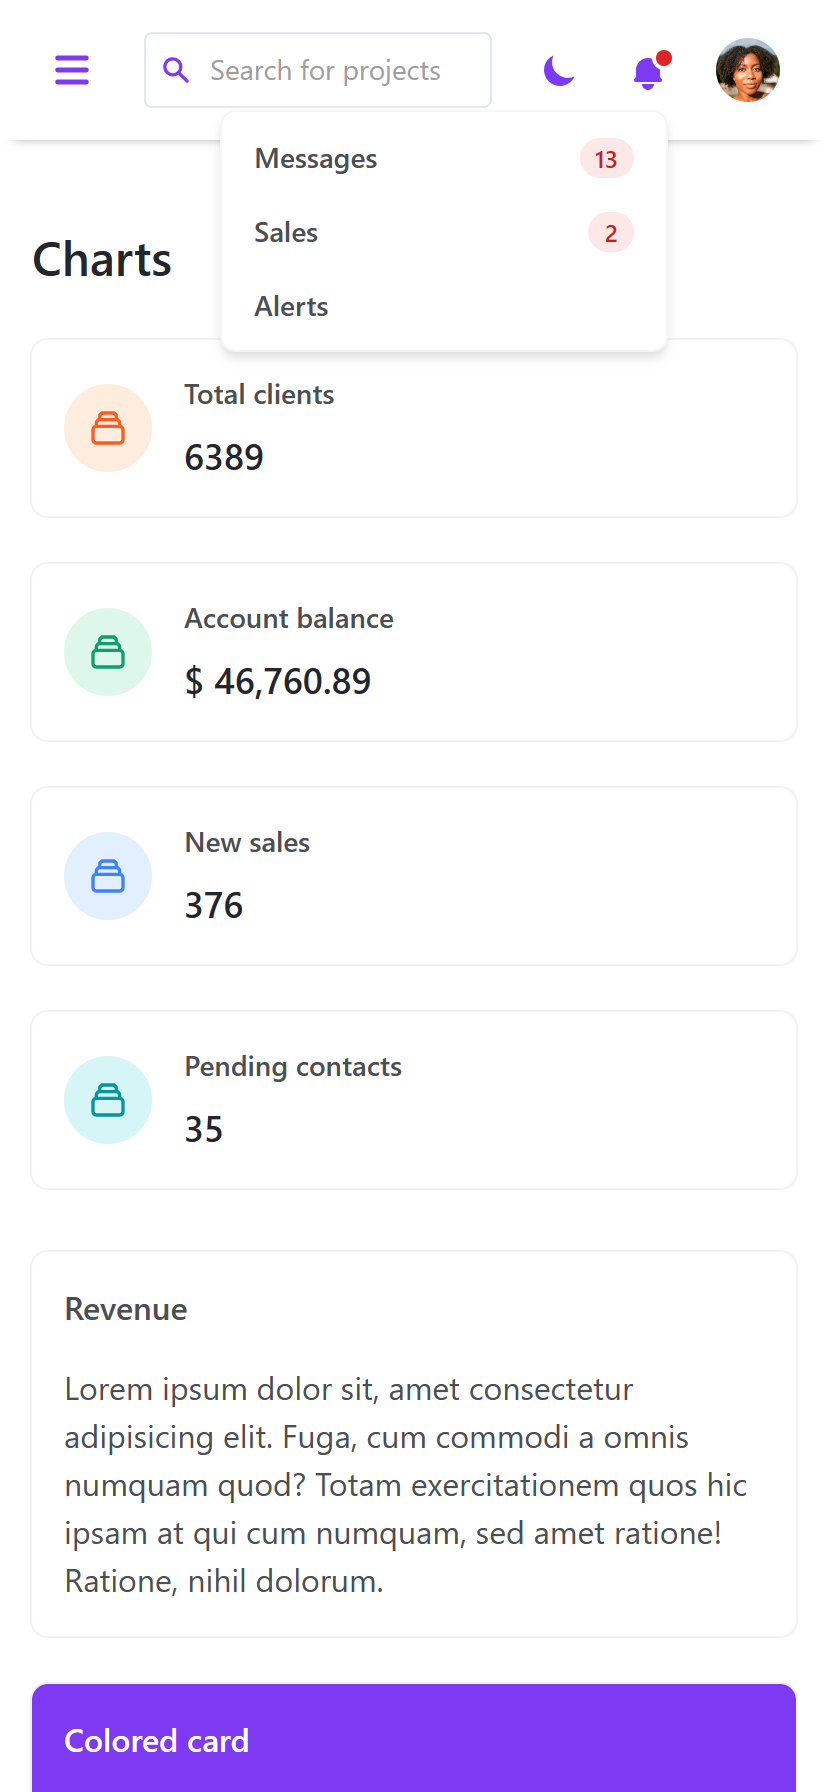 Search for projects
Messages 13
Sales 2
Alerts
Charts
Total clients
6389
Account balance
$ 46,760.89
New sales
376
Pending contacts
35
Revenue
Lorem ipsum dolor sit, amet consectetur
adipisicing elit. Fuga, cum commodi a omnis
numquam quod? Totam exercitationem quos hic
ipsam at qui cum numquam, sed amet ratione!
Ratione, nihil dolorum.
Colored card